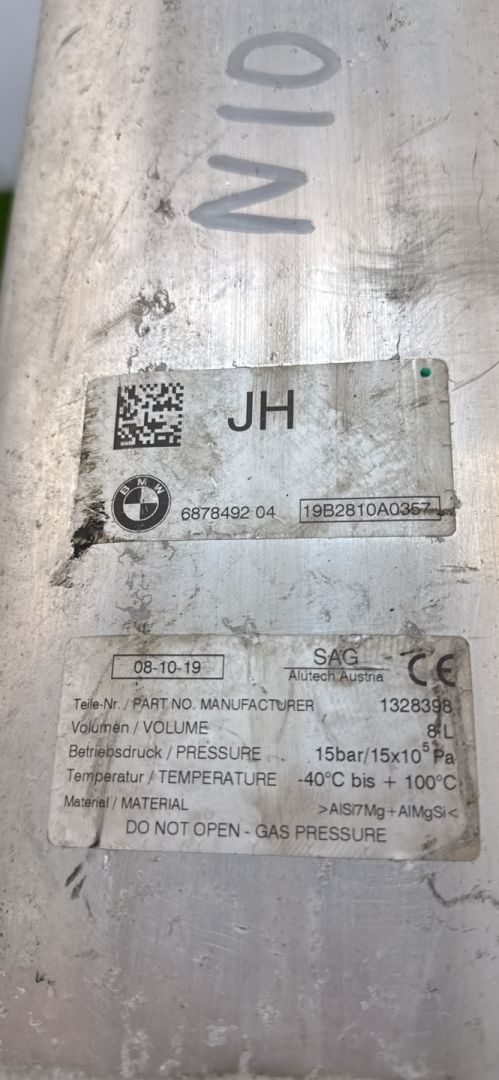 N10
JH
BMW
6878492 04 19B2810A0357
08-10-19
SAG
Alutech Austria
CE
Teile-Nr. / PART NO. MANUFACTURER 1328398
Volumen / VOLUME 8 L
Betriebsdruck / PRESSURE 15bar/15x10⁵Pa
Temperatur / TEMPERATURE -40°C bis + 100°C
Material / MATERIAL >AlSi7Mg+AlMgSi<
DO NOT OPEN - GAS PRESSURE